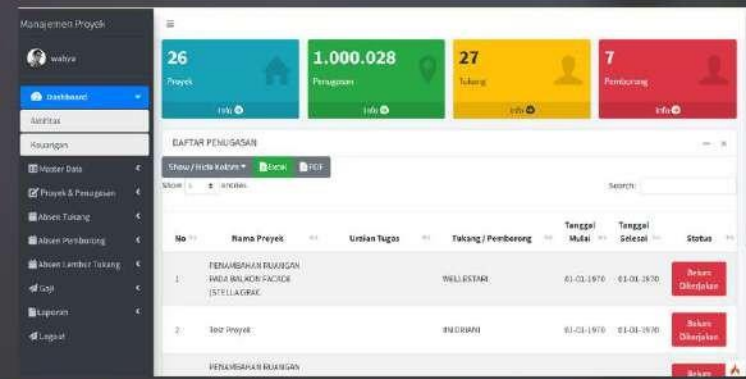 Manajemen Proyek
wahyu
Dashboard
Aktifitas
Keuangan
Master Data
Proyek & Penugasan
Absen Tukang
Absen Pemborong
Absen Lembur Tukang
Gaji
Laporan
Logout
26
Proyek
Info
1.000.028
Penugasan
Info
27
Tukang
Info
7
Pemborong
Info
DAFTAR PENUGASAN
Show / Hide Kolom
Excel
PDF
Show entries
Search:
No
Nama Proyek
Uraian Tugas
Tukang / Pemborong
Tanggal Mulai
Tanggal Selesai
Status
1
PENAMBAHAN RUANGAN
PADA BALKON FACADE
WELLESTARI
01-01-1970
01-01-1970
Belum
Dikerjakan
2
Test Proyek
01-01-1970
01-01-1970
Belum
Dikerjakan
PENAMBAHAN RUANGAN
Belum